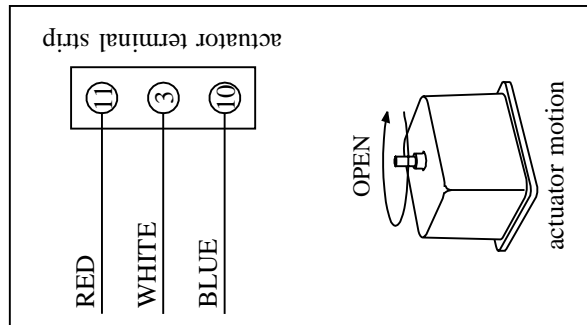 actuator terminal strip
11
3
10
RED
WHITE
BLUE
OPEN
actuator motion